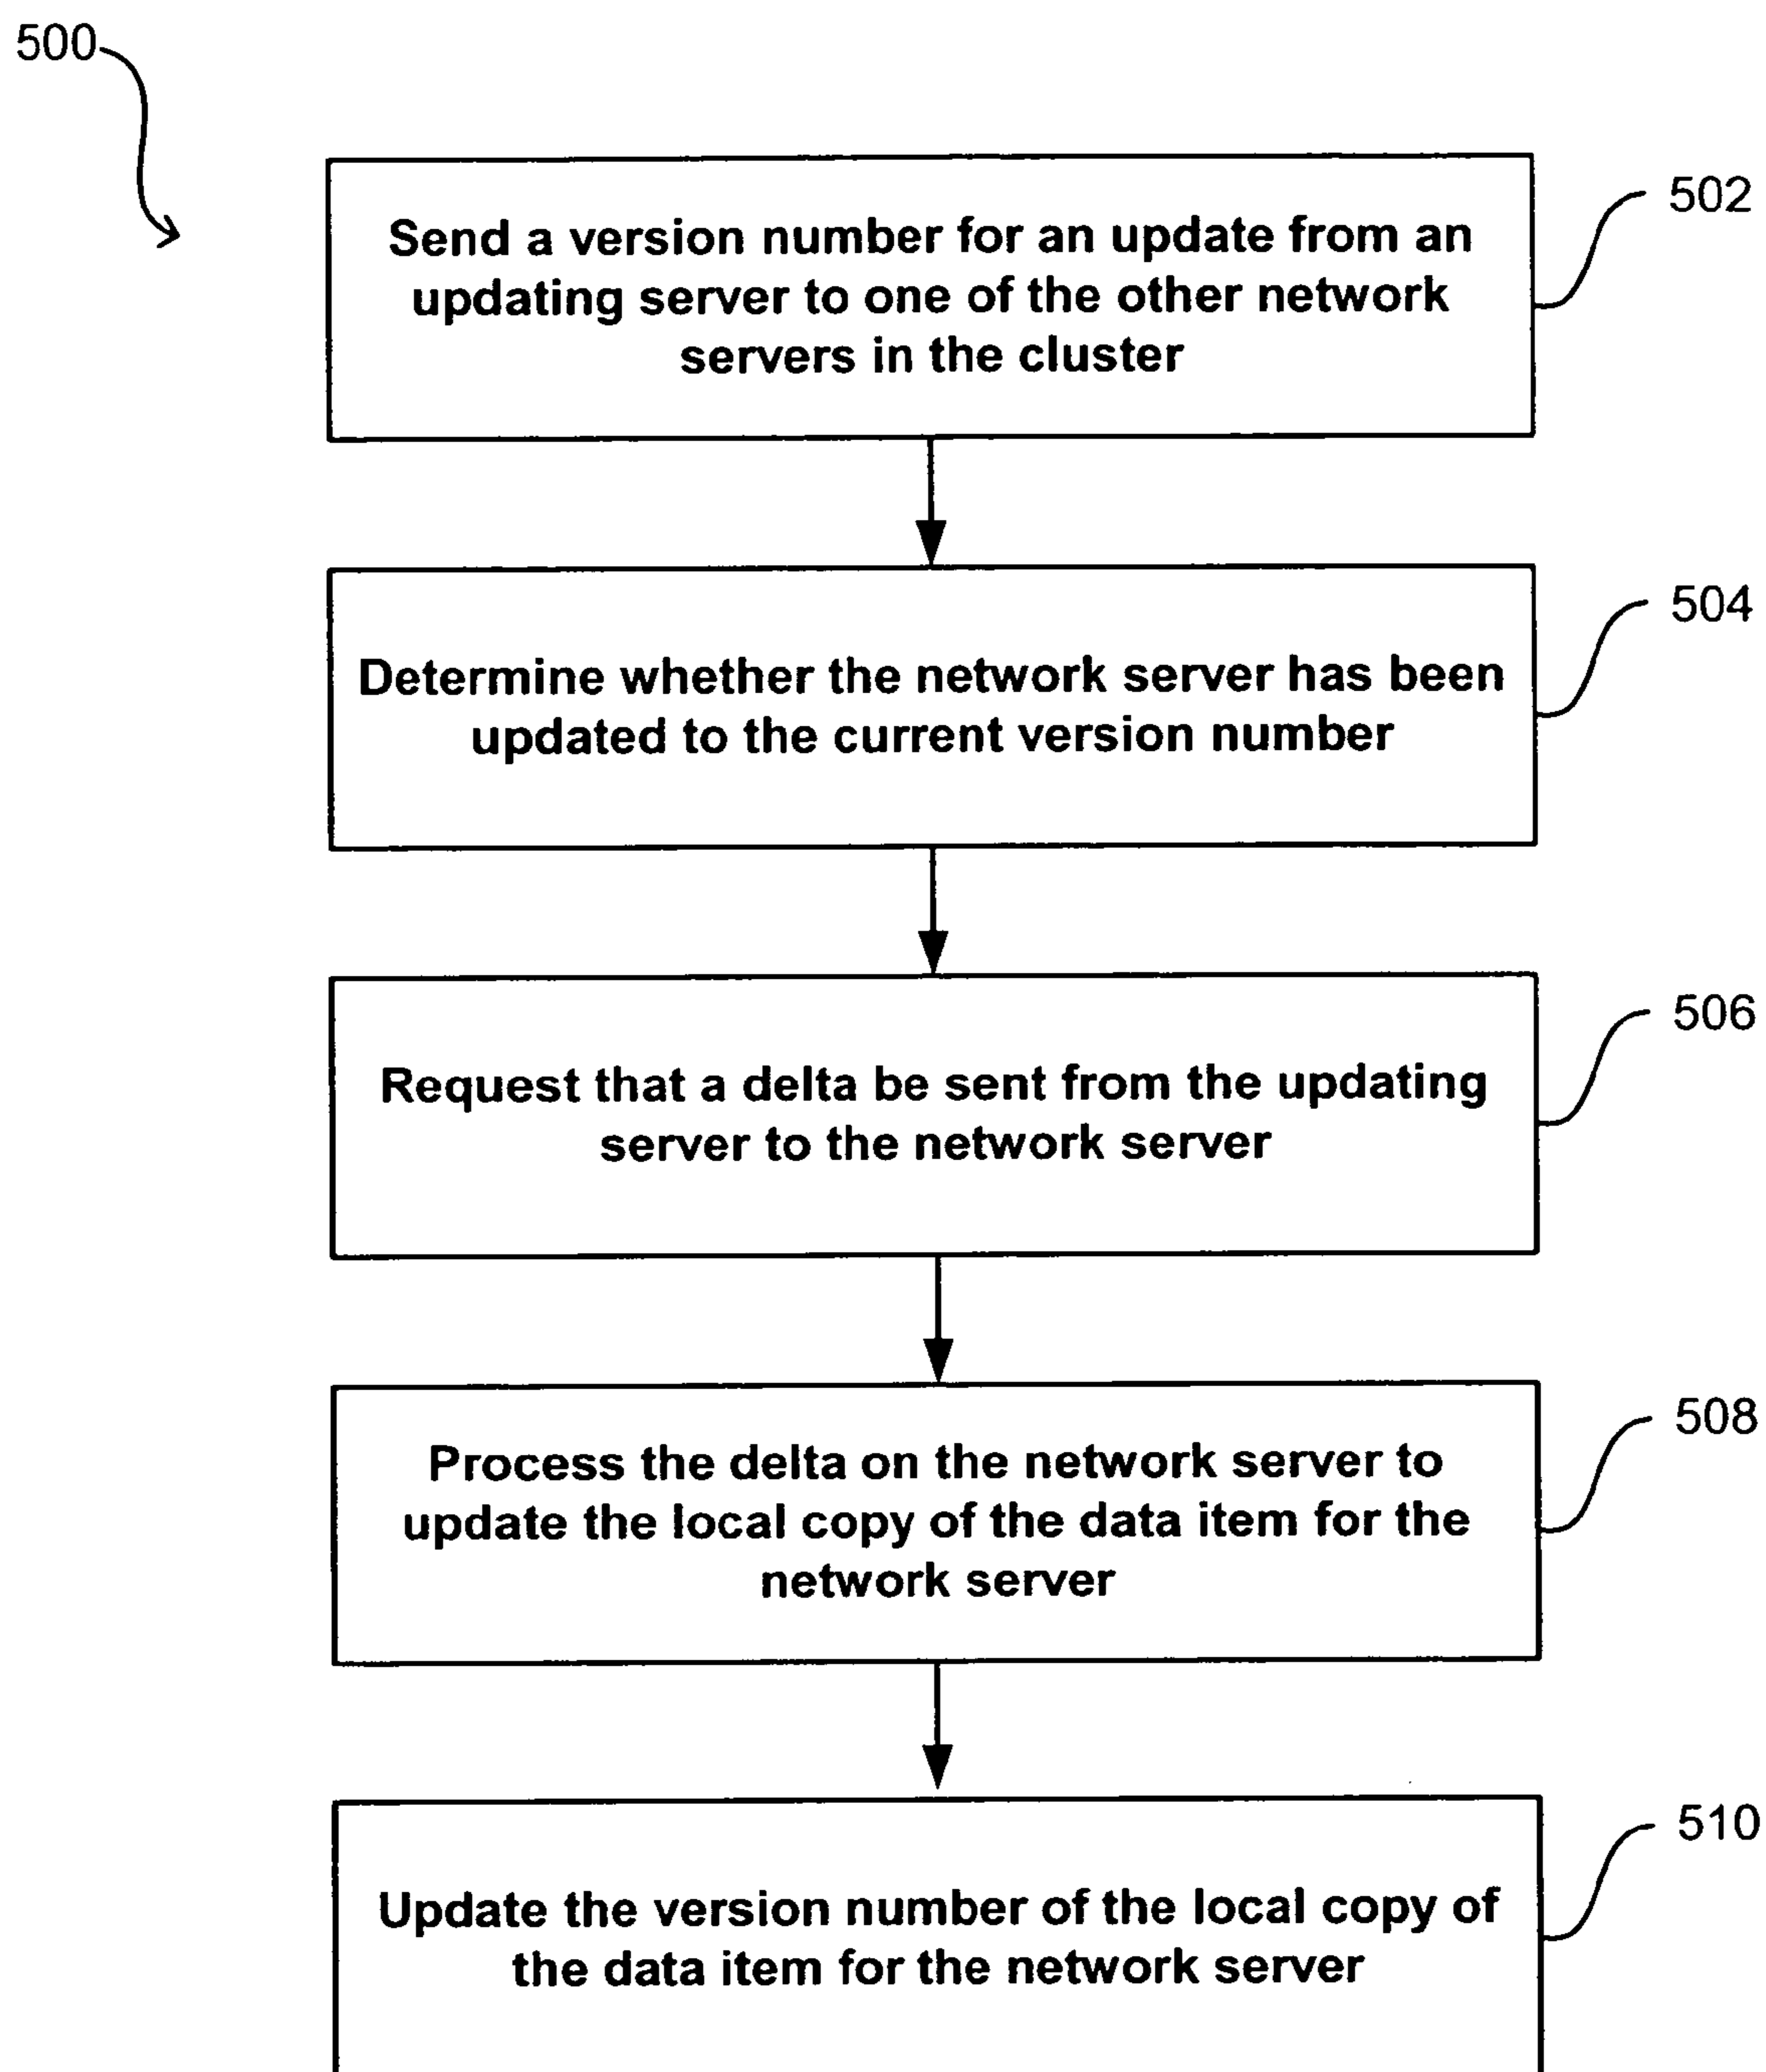 500
Send a version number for an update from an
updating server to one of the other network
servers in the cluster
502
Determine whether the network server has been
updated to the current version number
504
Request that a delta be sent from the updating
server to the network server
506
Process the delta on the network server to
update the local copy of the data item for the
network server
508
Update the version number of the local copy of
the data item for the network server
510